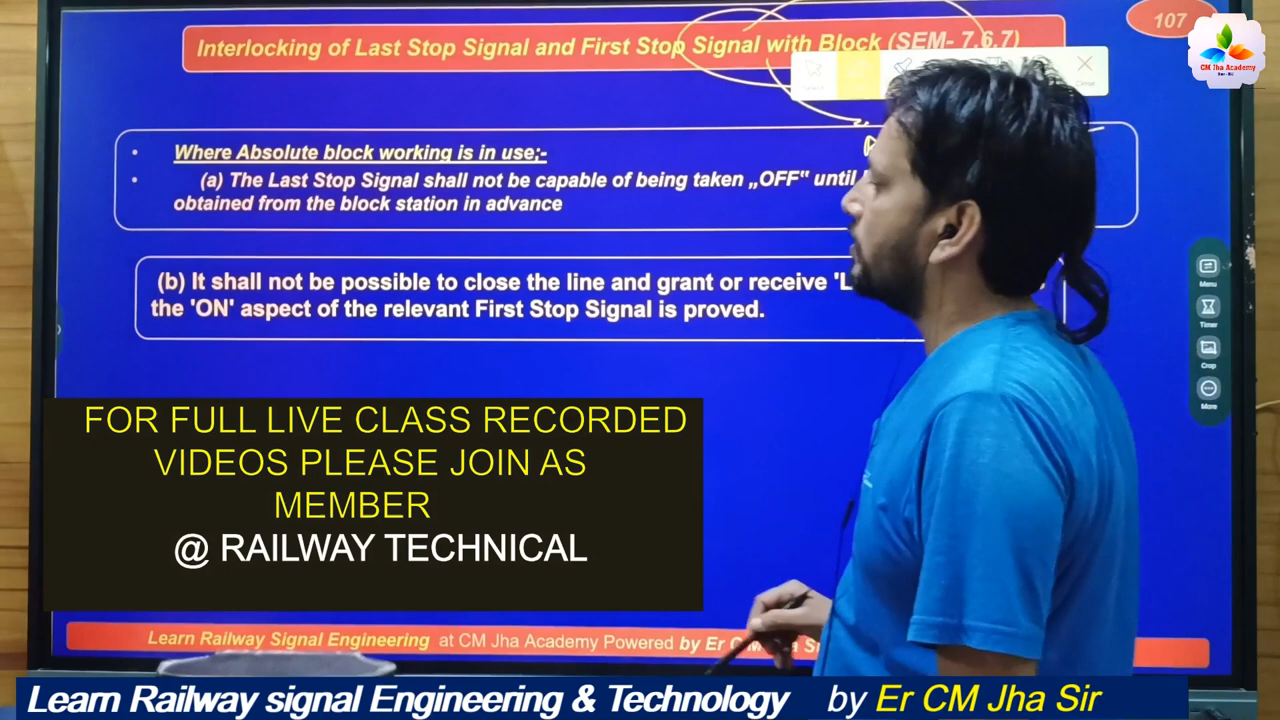 Interlocking of Last Stop Signal and First Stop Signal with Block (SEM- 7,6,7)
107
CM Jha Academy
Close
• Where Absolute block working is in use;-
• (a) The Last Stop Signal shall not be capable of being taken „OFF‟ until
obtained from the block station in advance
(b) It shall not be possible to close the line and grant or receive
the 'ON' aspect of the relevant First Stop Signal is proved.
Menu
Timer
Crop
More
FOR FULL LIVE CLASS RECORDED
VIDEOS PLEASE JOIN AS
MEMBER
@ RAILWAY TECHNICAL
Learn Railway Signal Engineering at CM Jha Academy Powered by Er
Learn Railway signal Engineering & Technology by Er CM Jha Sir